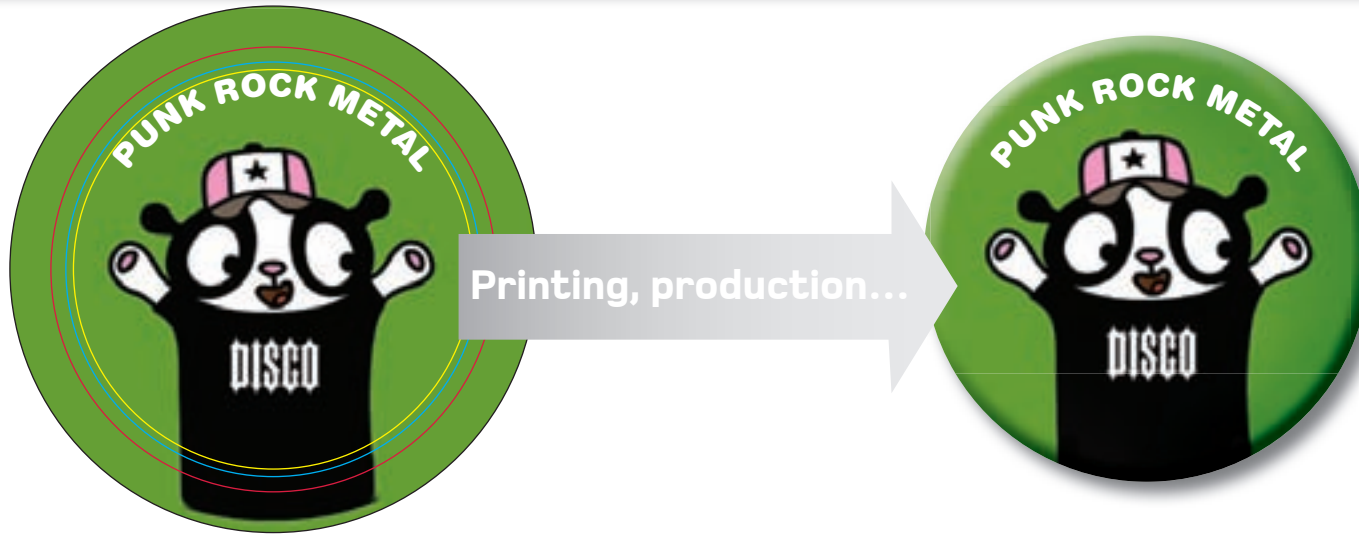 PUNK ROCK METAL
DISCO
Printing, production...
PUNK ROCK METAL
DISCO